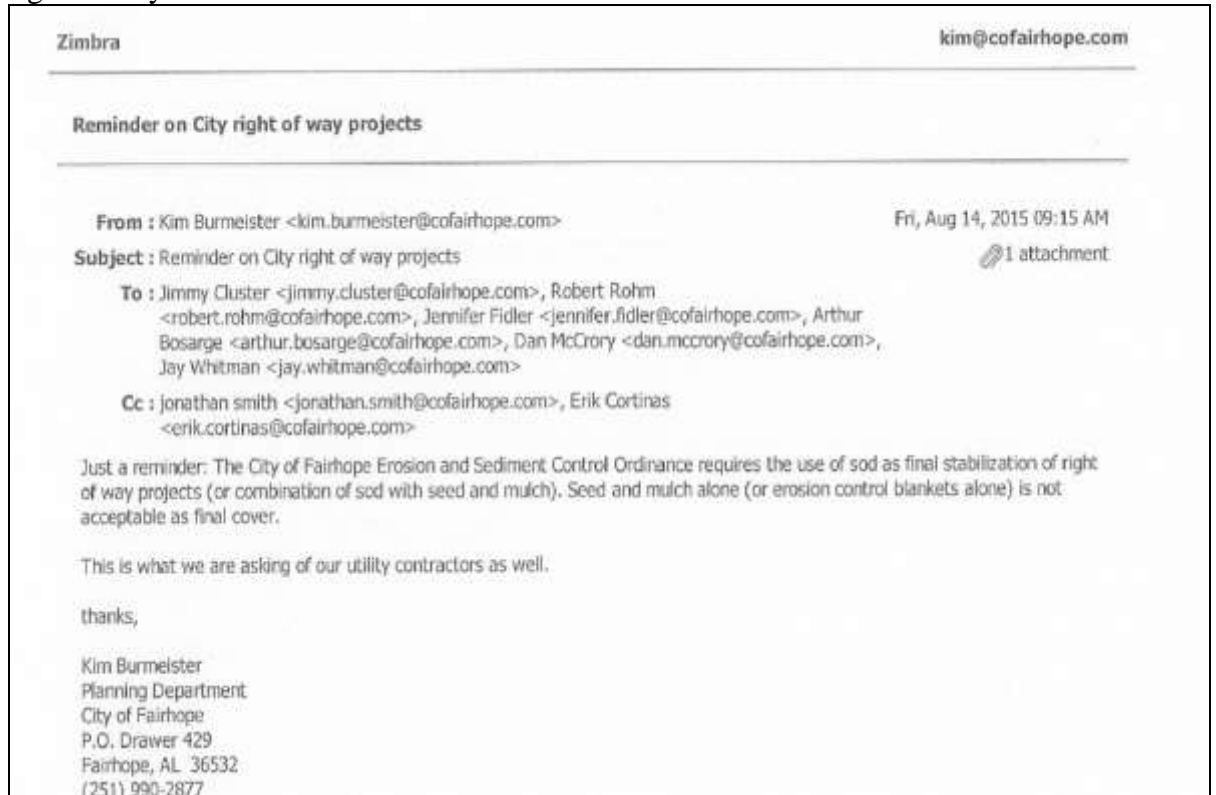 Zimbra kim@cofairhope.com
Reminder on City right of way projects
From : Kim Burmeister <kim.burmeister@cofairhope.com> Fri, Aug 14, 2015 09:15 AM
Subject : Reminder on City right of way projects 1 attachment
To : Jimmy Cluster <jimmy.cluster@cofairhope.com>, Robert Rohm
<robert.rohm@cofairhope.com>, Jennifer Fidler <jennifer.fidler@cofairhope.com>, Arthur
Bosarge <arthur.bosarge@cofairhope.com>, Dan McCrory <dan.mccrory@cofairhope.com>,
Jay Whitman <jay.whitman@cofairhope.com>
Cc : jonathan smith <jonathan.smith@cofairhope.com>, Erik Cortinas
<erik.cortinas@cofairhope.com>
Just a reminder: The City of Fairhope Erosion and Sediment Control Ordinance requires the use of sod as final stabilization of right
of way projects (or combination of sod with seed and mulch). Seed and mulch alone (or erosion control blankets alone) is not
acceptable as final cover.
This is what we are asking of our utility contractors as well.
thanks,
Kim Burmeister
Planning Department
City of Fairhope
P.O. Drawer 429
Fairhope, AL 36532
(251) 990-2877